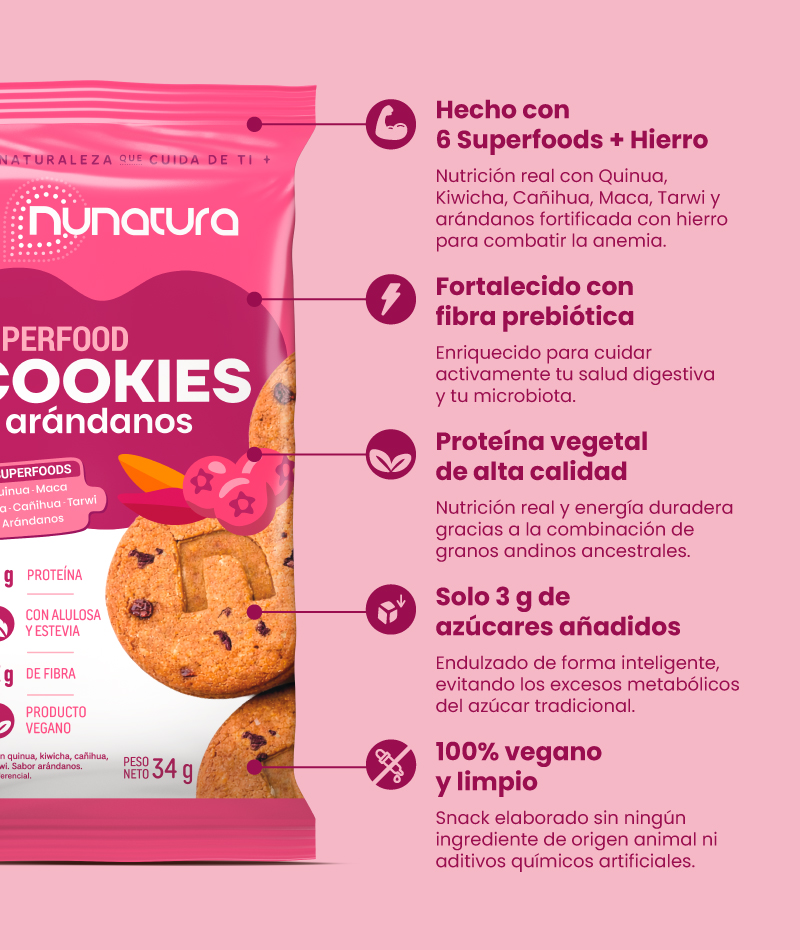 NATURALEZA QUE CUIDA DE TI +
nunatura
PERFOOD
COOKIES
arándanos
SUPERFOODS
uinua · Maca
a · Cañihua · Tarwi
Arándanos
g PROTEÍNA
CON ALULOSA
Y ESTEVIA
g DE FIBRA
PRODUCTO
VEGANO
n quinua, kiwicha, cañihua,
wi. Sabor arándanos.
erencial.
PESO
NETO 34 g
Hecho con
6 Superfoods + Hierro
Nutrición real con Quinua,
Kiwicha, Cañihua, Maca, Tarwi y
arándanos fortificada con hierro
para combatir la anemia.
Fortalecido con
fibra prebiótica
Enriquecido para cuidar
activamente tu salud digestiva
y tu microbiota.
Proteína vegetal
de alta calidad
Nutrición real y energía duradera
gracias a la combinación de
granos andinos ancestrales.
Solo 3 g de
azúcares añadidos
Endulzado de forma inteligente,
evitando los excesos metabólicos
del azúcar tradicional.
100% vegano
y limpio
Snack elaborado sin ningún
ingrediente de origen animal ni
aditivos químicos artificiales.